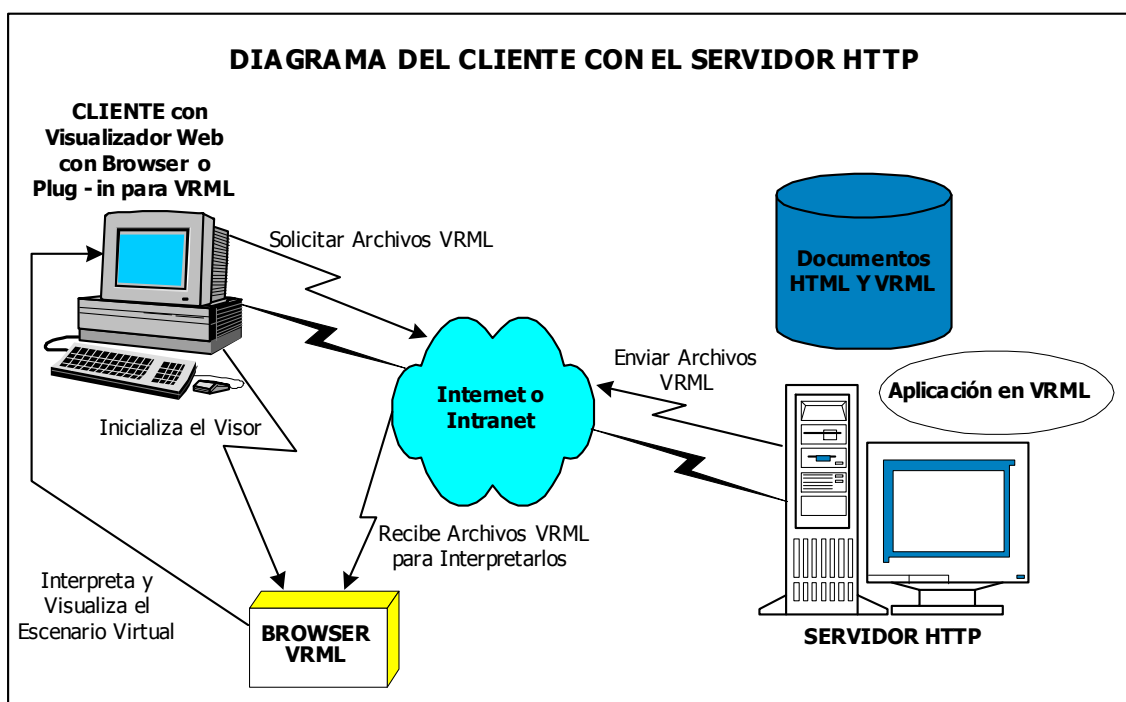 DIAGRAMA DEL CLIENTE CON EL SERVIDOR HTTP
CLIENTE con
Visualizador Web
con Browser o
Plug - in para VRML
Solicitar Archivos VRML
Documentos
HTML Y VRML
Enviar Archivos
VRML
Aplicación en VRML
Internet o
Intranet
Inicializa el Visor
Recibe Archivos VRML
para Interpretarlos
Interpreta y
Visualiza el
Escenario Virtual
BROWSER
VRML
SERVIDOR HTTP